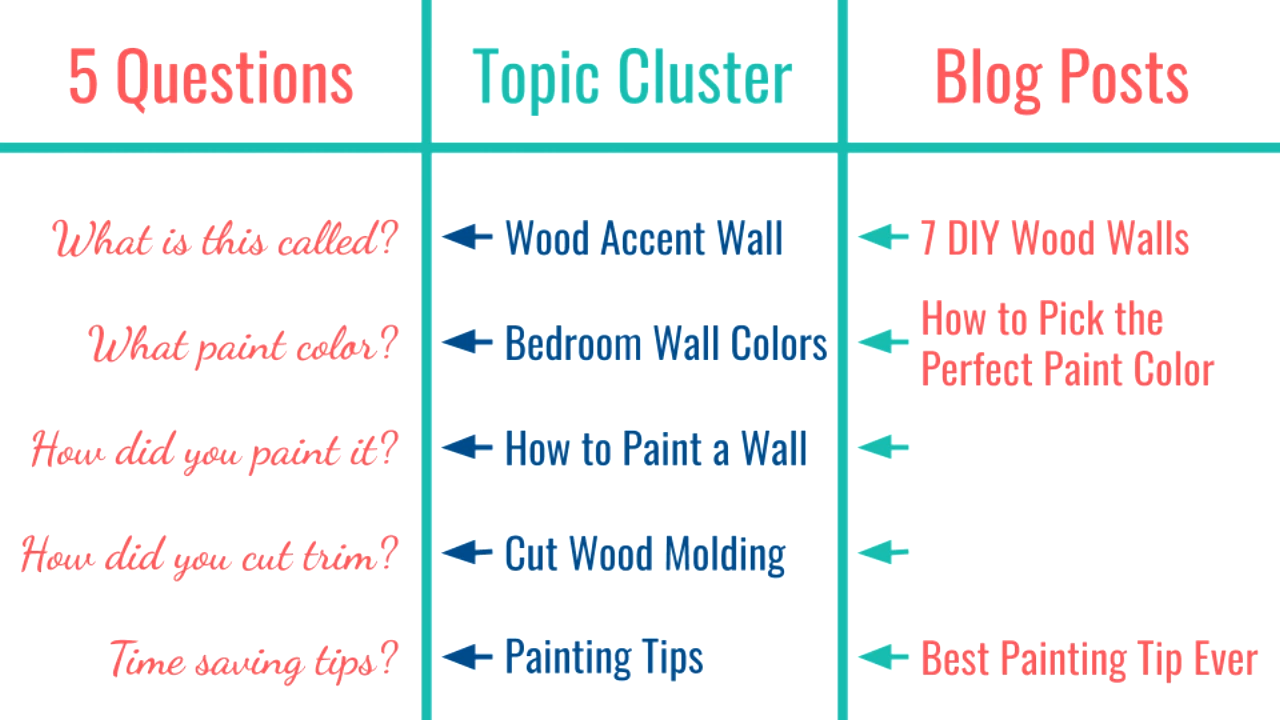 5 Questions
Topic Cluster
Blog Posts
What is this called?
Wood Accent Wall
7 DIY Wood Walls
What paint color?
Bedroom Wall Colors
How to Pick the
Perfect Paint Color
How did you paint it?
How to Paint a Wall
How did you cut trim?
Cut Wood Molding
Time saving tips?
Painting Tips
Best Painting Tip Ever